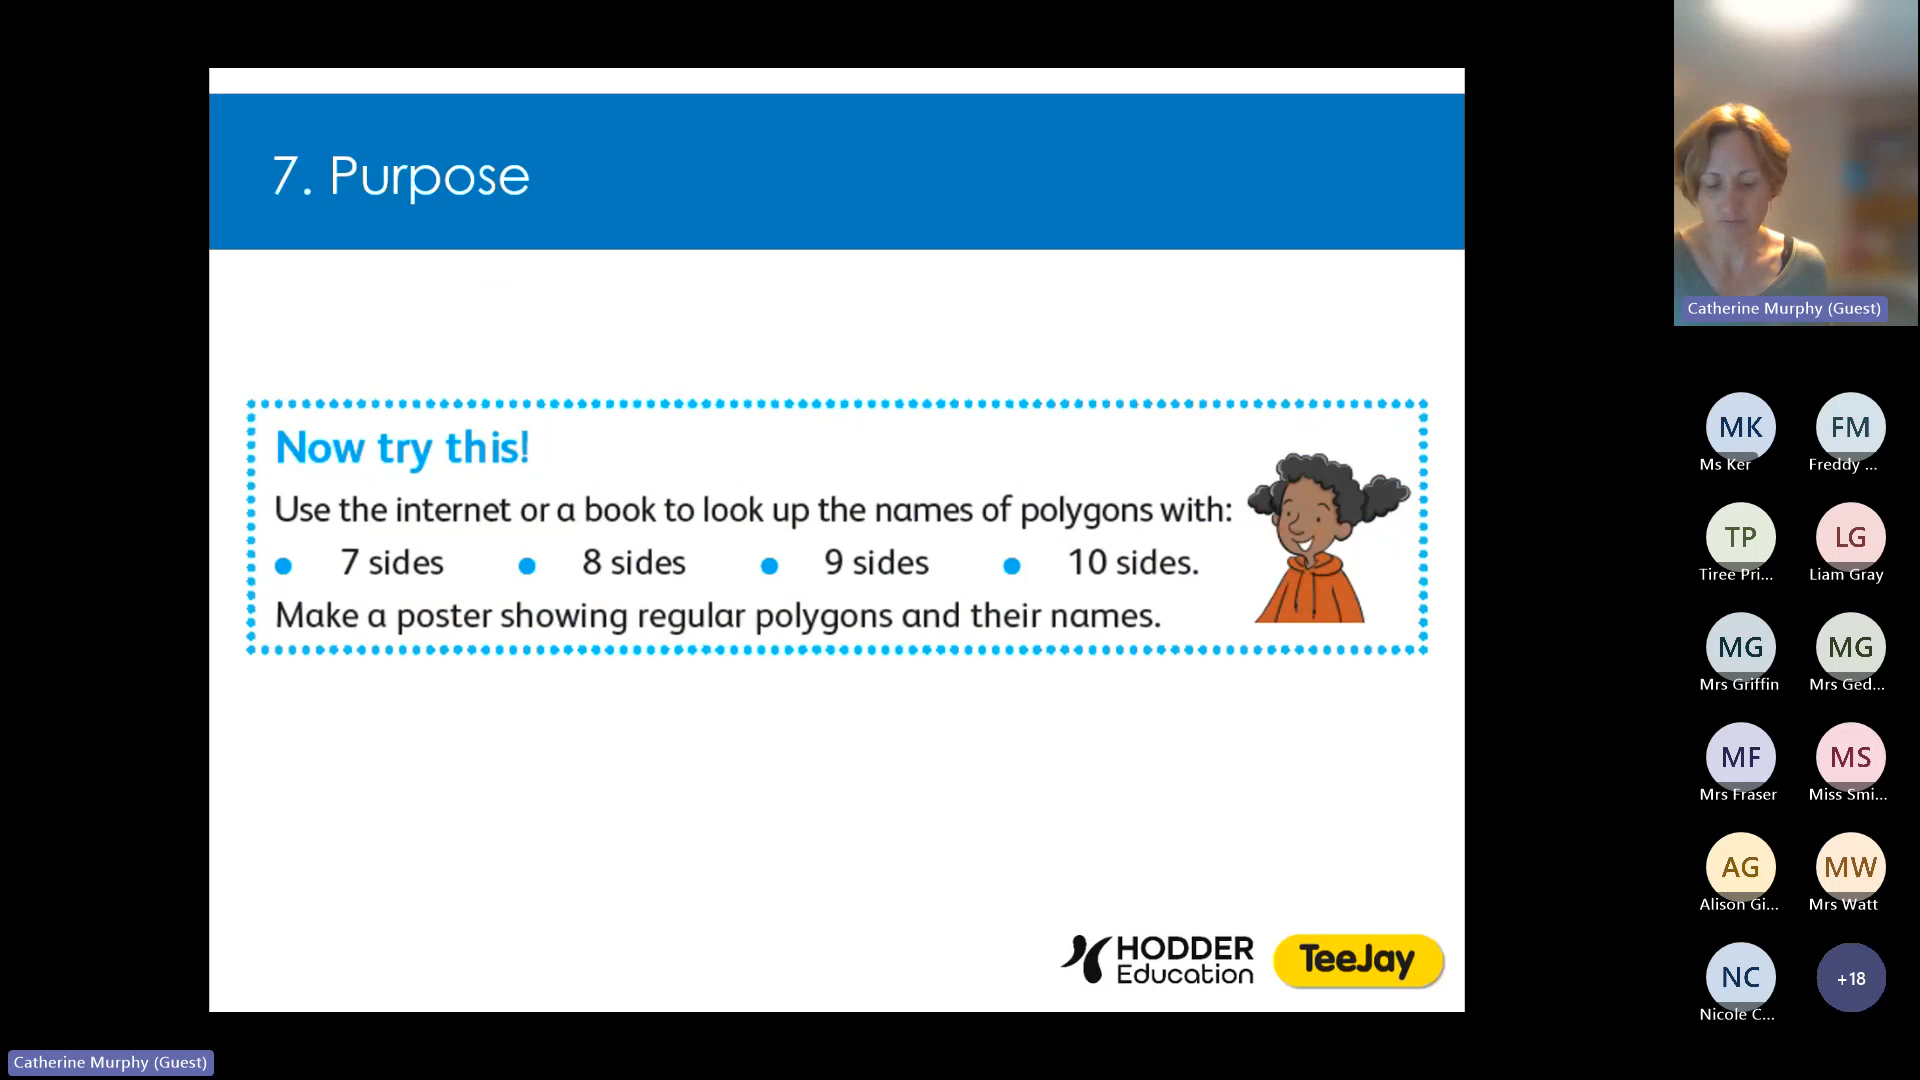 7. Purpose
Now try this!
Use the internet or a book to look up the names of polygons with:
• 7 sides • 8 sides • 9 sides • 10 sides.
Make a poster showing regular polygons and their names.
HODDER
Education
TeeJay
Catherine Murphy (Guest)
MK FM
Ms Ker Freddy ...
TP LG
Tiree Pri... Liam Gray
MG MG
Mrs Griffin Mrs Ged...
MF MS
Mrs Fraser Miss Smi...
AG MW
Alison Gi... Mrs Watt
NC +18
Nicole C...
Catherine Murphy (Guest)